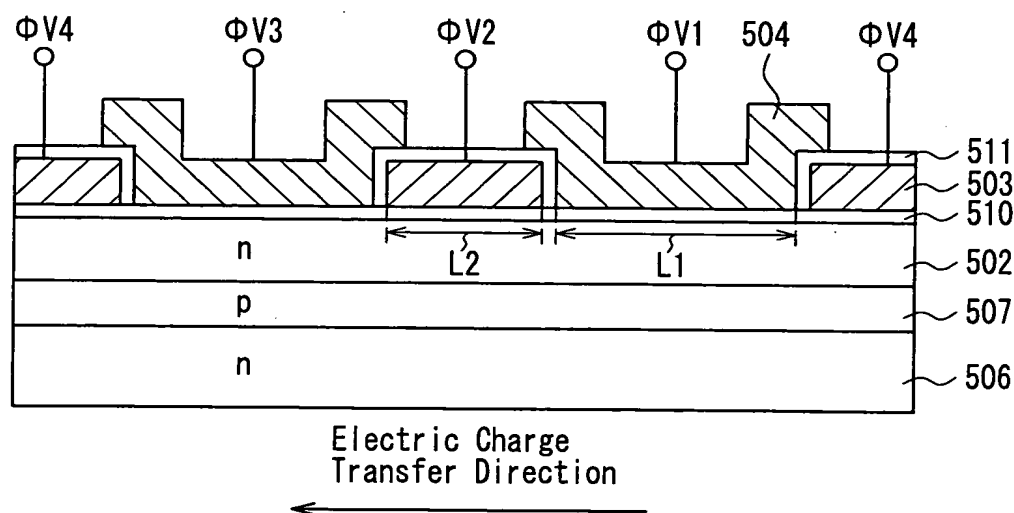 ΦV4 ΦV3 ΦV2 ΦV1 504 ΦV4
511
503
510
n L2 L1 502
p 507
n 506
Electric Charge
Transfer Direction